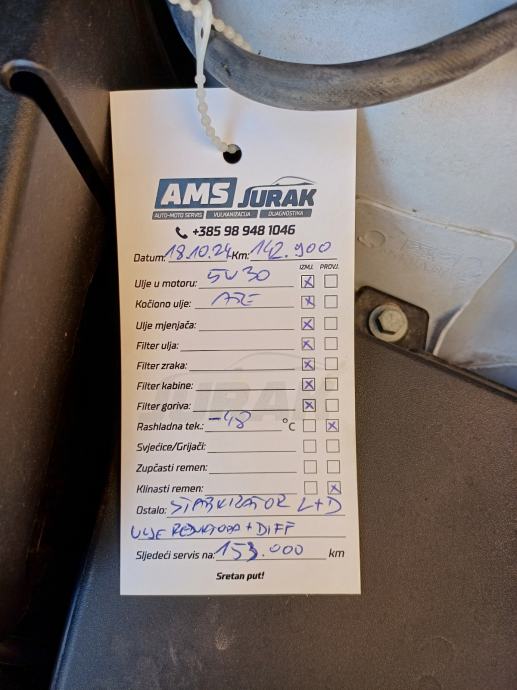 AMS JURAK
AUTO-MOTO SERVIS VULKANIZACIJA DIJAGNOSTIKA
+385 98 948 1046
Datum: 18.10.24. Km: 142.900
IZMJ. PROVJ.
Ulje u motoru: 5W30
Kočiono ulje:
Ulje mjenjača:
Filter ulja:
Filter zraka:
Filter kabine:
Filter goriva:
Rashladna tek.: -48 °C
Svjećice/Grijači:
Zupčasti remen:
Klinasti remen:
Ostalo: STABILIZATOR L+D
ULJE REDUKTORA + DIFF
Sljedeći servis na: 153.000 km
Sretan put!